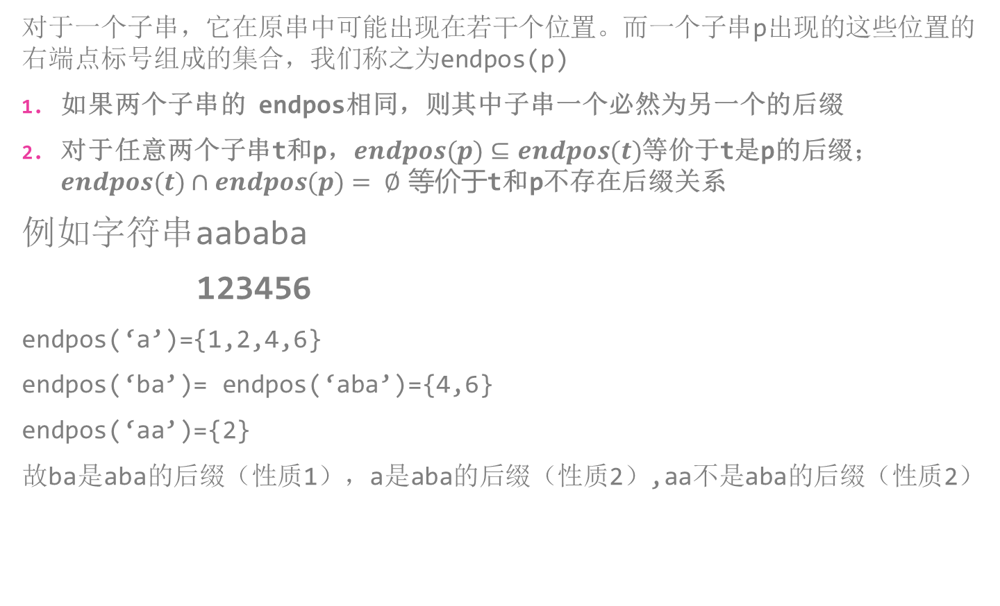 对于一个子串，它在原串中可能出现在若干个位置。而一个子串p出现的这些位置的
右端点标号组成的集合，我们称之为endpos(p)
1. 如果两个子串的 endpos相同，则其中子串一个必然为另一个的后缀
2. 对于任意两个子串t和p，endpos(p) ⊆ endpos(t)等价于t是p的后缀；
endpos(t) ∩ endpos(p) = ∅ 等价于t和p不存在后缀关系
例如字符串aababa
123456
endpos(‘a’)={1,2,4,6}
endpos(‘ba’)= endpos(‘aba’)={4,6}
endpos(‘aa’)={2}
故ba是aba的后缀（性质1），a是aba的后缀（性质2）,aa不是aba的后缀（性质2）